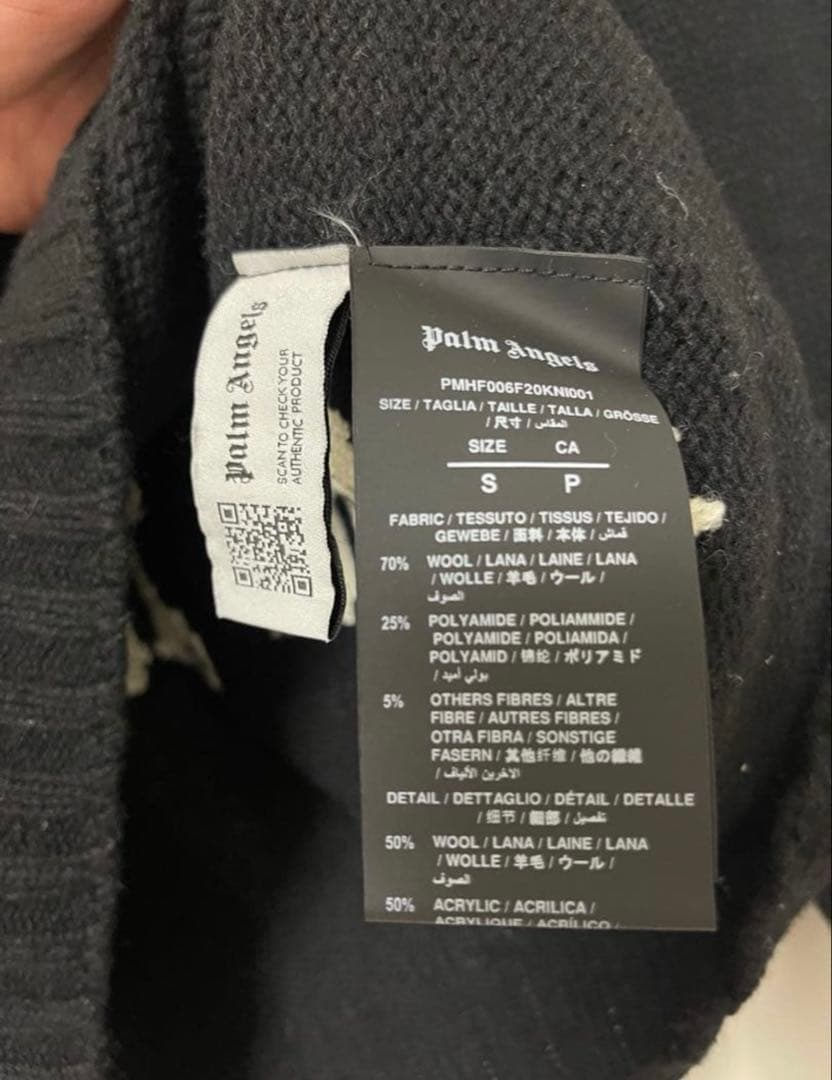 Palm Angels
SCAN TO CHECK YOUR
AUTHENTIC PRODUCT
Palm Angels
PMHF006F20KNI001
SIZE / TAGLIA / TAILLE / TALLA / GRÖSSE
/ 尺寸 / المقاس
SIZE CA
S P
FABRIC / TESSUTO / TISSUS / TEJIDO /
GEWEBE / 面料 / 本体 / قماش
70% WOOL / LANA / LAINE / LANA
/ WOLLE / 羊毛 / ウール /
الصوف
25% POLYAMIDE / POLIAMMIDE /
POLYAMIDE / POLIAMIDA /
POLYAMID / 锦纶 / ポリアミド
/ بولي أميد
5% OTHERS FIBRES / ALTRE
FIBRE / AUTRES FIBRES /
OTRA FIBRA / SONSTIGE
FASERN / 其他纤维 / 他の繊維
/ الاخرين الألياف
DETAIL / DETTAGLIO / DÉTAIL / DETALLE
/ 细节 / 細部 / تفصيل
50% WOOL / LANA / LAINE / LANA
/ WOLLE / 羊毛 / ウール /
الصوف
50% ACRYLIC / ACRILICA /
ACRYLIQUE / ACRÍLICO /